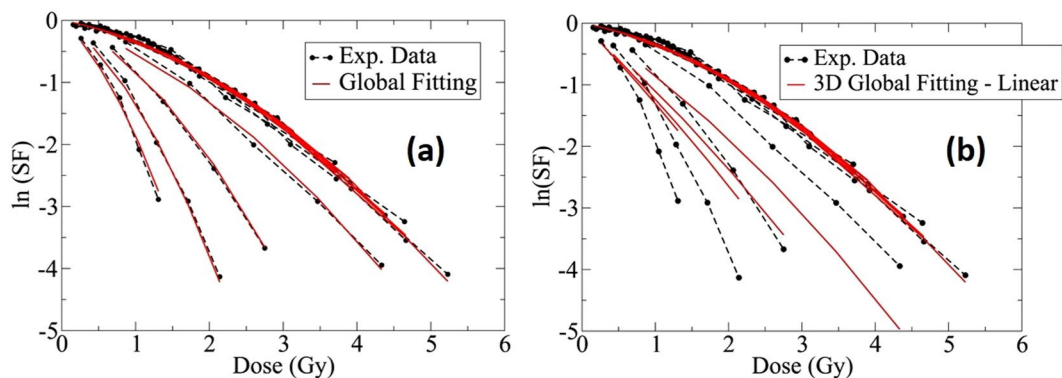 0
-1
-2
-3
-4
-5
ln (SF)
Exp. Data
Global Fitting
(a)
0 1 2 3 4 5 6
Dose (Gy)
0
-1
-2
-3
-4
-5
ln(SF)
Exp. Data
3D Global Fitting - Linear
(b)
0 1 2 3 4 5 6
Dose (Gy)